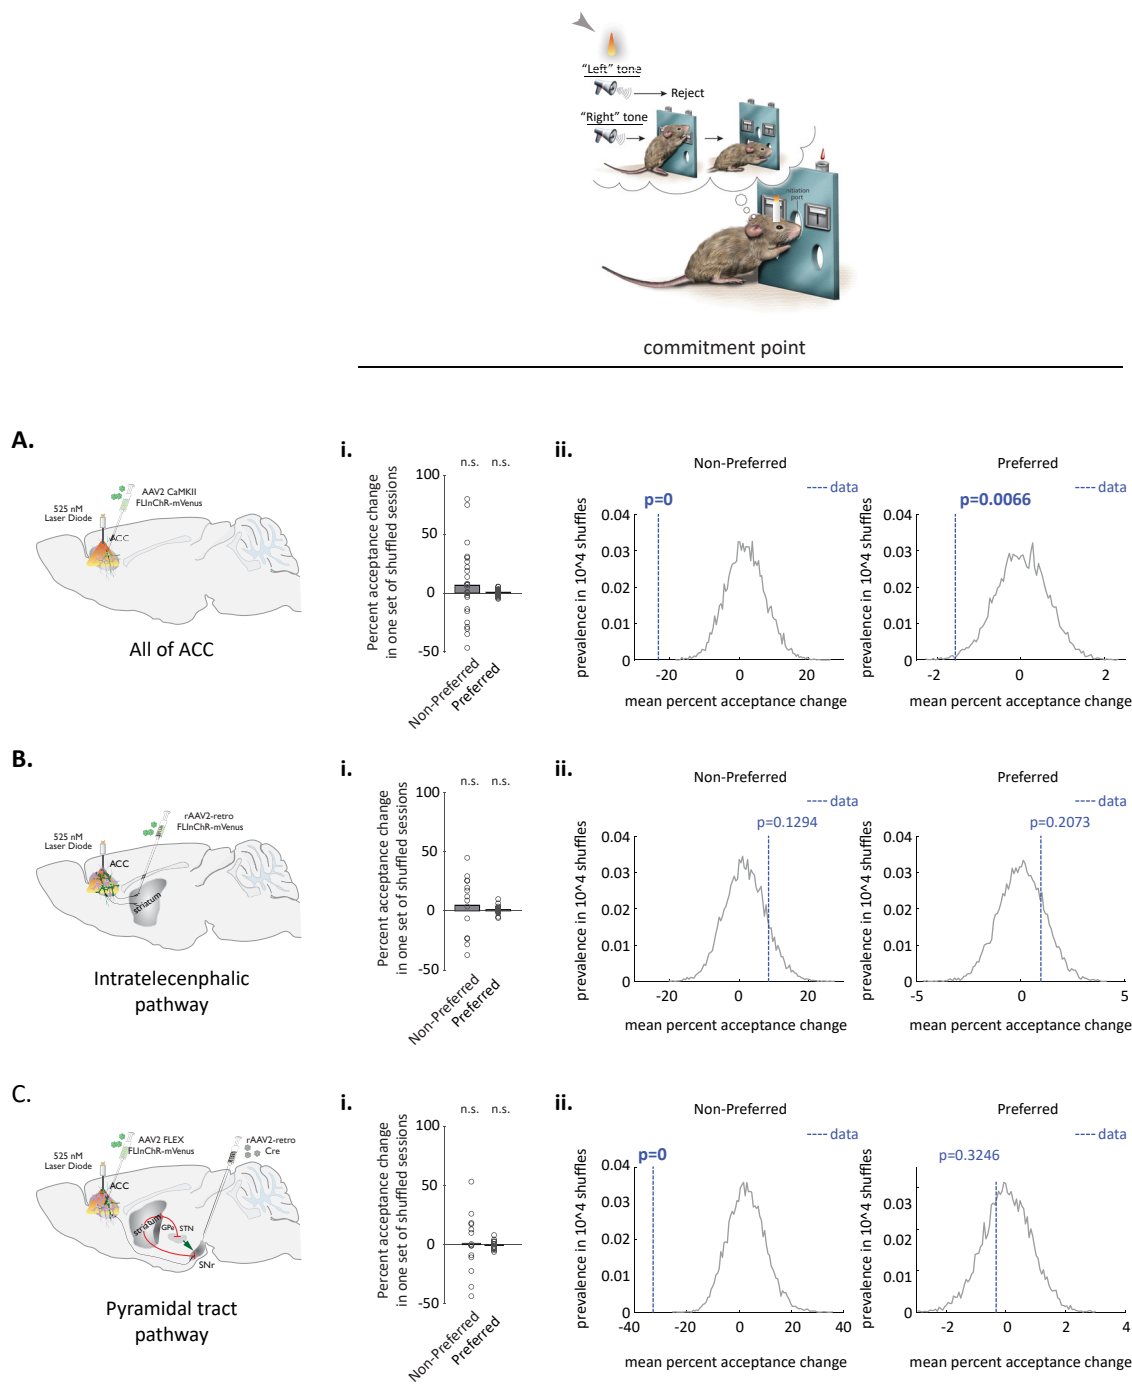 "Left" tone
Reject
"Right" tone
initiation
port
commitment point
A.
525 nM
Laser Diode
AAV2 CaMKII
FLInChR-mVenus
ACC
All of ACC
i.
Percent acceptance change
in one set of shuffled sessions
100
50
0
-50
n.s.
n.s.
Non-Preferred
Preferred
ii.
Non-Preferred
data
p=0
prevalence in 10^4 shuffles
0.04
0.03
0.02
0.01
0
-20
0
20
mean percent acceptance change
Preferred
data
p=0.0066
prevalence in 10^4 shuffles
0.04
0.03
0.02
0.01
0
-2
0
2
mean percent acceptance change
B.
525 nM
Laser Diode
rAAV2-retro
FLInChR-mVenus
ACC
striatum
Intratelecenphalic
pathway
i.
Percent acceptance change
in one set of shuffled sessions
100
50
0
-50
n.s.
n.s.
Non-Preferred
Preferred
ii.
Non-Preferred
data
p=0.1294
prevalence in 10^4 shuffles
0.04
0.03
0.02
0.01
0
-20
0
20
mean percent acceptance change
Preferred
data
p=0.2073
prevalence in 10^4 shuffles
0.04
0.03
0.02
0.01
0
-5
0
5
mean percent acceptance change
C.
525 nM
Laser Diode
AAV2 FLEX
FLInChR-mVenus
rAAV2-retro
Cre
ACC
striatum
GPe
STN
SNr
Pyramidal tract
pathway
i.
Percent acceptance change
in one set of shuffled sessions
100
50
0
-50
n.s.
n.s.
Non-Preferred
Preferred
ii.
Non-Preferred
data
p=0
prevalence in 10^4 shuffles
0.04
0.03
0.02
0.01
0
-40
-20
0
20
40
mean percent acceptance change
Preferred
data
p=0.3246
prevalence in 10^4 shuffles
0.03
0.02
0.01
0
-2
0
2
4
mean percent acceptance change